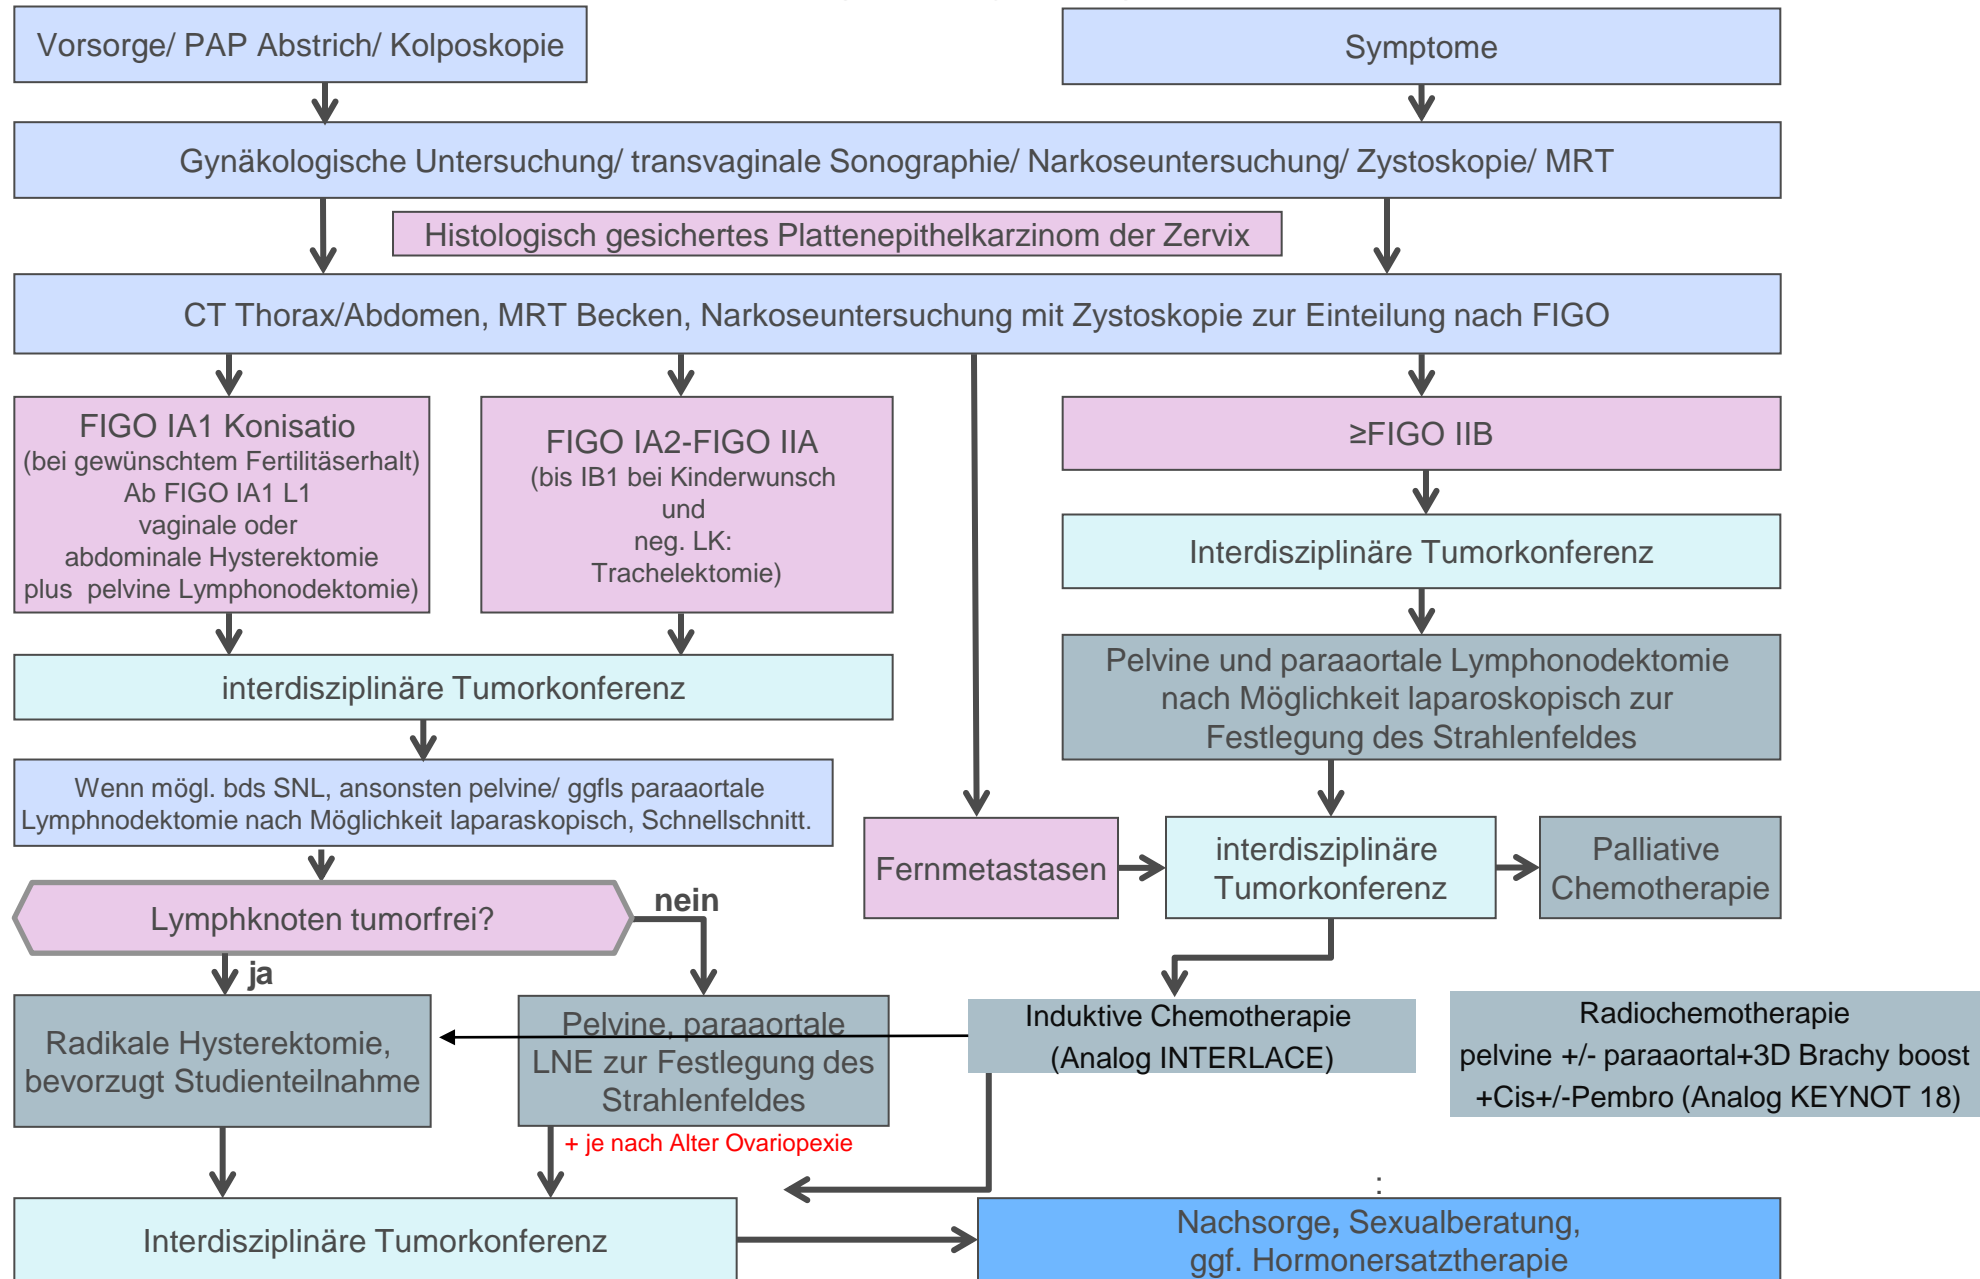 Vorsorge/ PAP Abstrich/ Kolposkopie
Symptome
Gynäkologische Untersuchung/ transvaginale Sonographie/ Narkoseuntersuchung/ Zystoskopie/ MRT
Histologisch gesichertes Plattenepithelkarzinom der Zervix
CT Thorax/Abdomen, MRT Becken, Narkoseuntersuchung mit Zystoskopie zur Einteilung nach FIGO
FIGO IA1 Konisatio
(bei gewünschtem Fertilitäserhalt)
Ab FIGO IA1 L1
vaginale oder
abdominale Hysterektomie
plus pelvine Lymphonodektomie)
FIGO IA2-FIGO IIA
(bis IB1 bei Kinderwunsch
und
neg. LK:
Trachelektomie)
≥FIGO IIB
Interdisziplinäre Tumorkonferenz
interdisziplinäre Tumorkonferenz
Pelvine und paraaortale Lymphonodektomie
nach Möglichkeit laparoskopisch zur
Festlegung des Strahlenfeldes
Wenn mögl. bds SNL, ansonsten pelvine/ ggfls paraaortale
Lymphnodektomie nach Möglichkeit laparaskopisch, Schnellschnitt.
Fernmetastasen
interdisziplinäre
Tumorkonferenz
Palliative
Chemotherapie
Lymphknoten tumorfrei?
nein
ja
Radikale Hysterektomie,
bevorzugt Studienteilnahme
Pelvine, paraaortale
LNE zur Festlegung des
Strahlenfeldes
+ je nach Alter Ovariopexie
Induktive Chemotherapie
(Analog INTERLACE)
Radiochemotherapie
pelvine +/- paraaortal+3D Brachy boost
+Cis+/-Pembro (Analog KEYNOT 18)
:
Interdisziplinäre Tumorkonferenz
Nachsorge, Sexualberatung,
ggf. Hormonersatztherapie